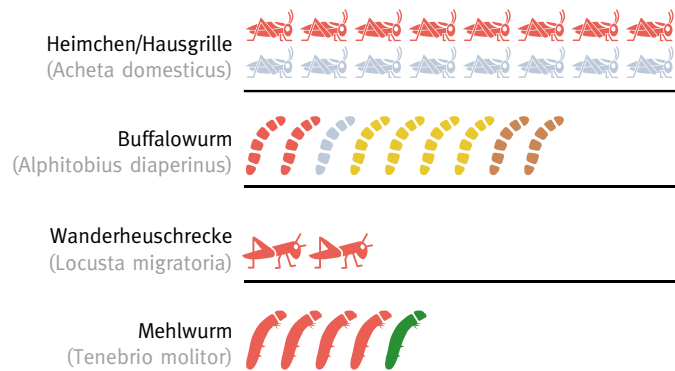 Heimchen/Hausgrille
(Acheta domesticus)
Buffalowurm
(Alphitobius diaperinus)
Wanderheuschrecke
(Locusta migratoria)
Mehlwurm
(Tenebrio molitor)